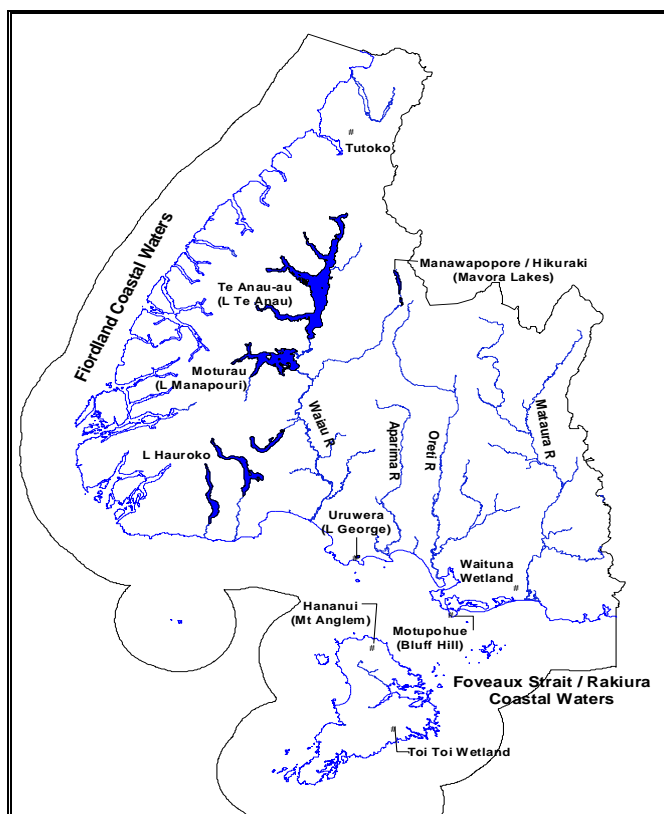 Tutoko
Fiordland Coastal Waters
Manawapopore / Hikuraki
(Mavora Lakes)
Te Anau-au
(L Te Anau)
Moturau
(L Manapouri)
Waiau R
Aparima R
Oreti R
Mataura R
L Hauroko
Uruwera
(L George)
Waituna
Wetland
Hananui
(Mt Anglem)
Motupohue
(Bluff Hill)
Foveaux Strait / Rakiura
Coastal Waters
Toi Toi Wetland